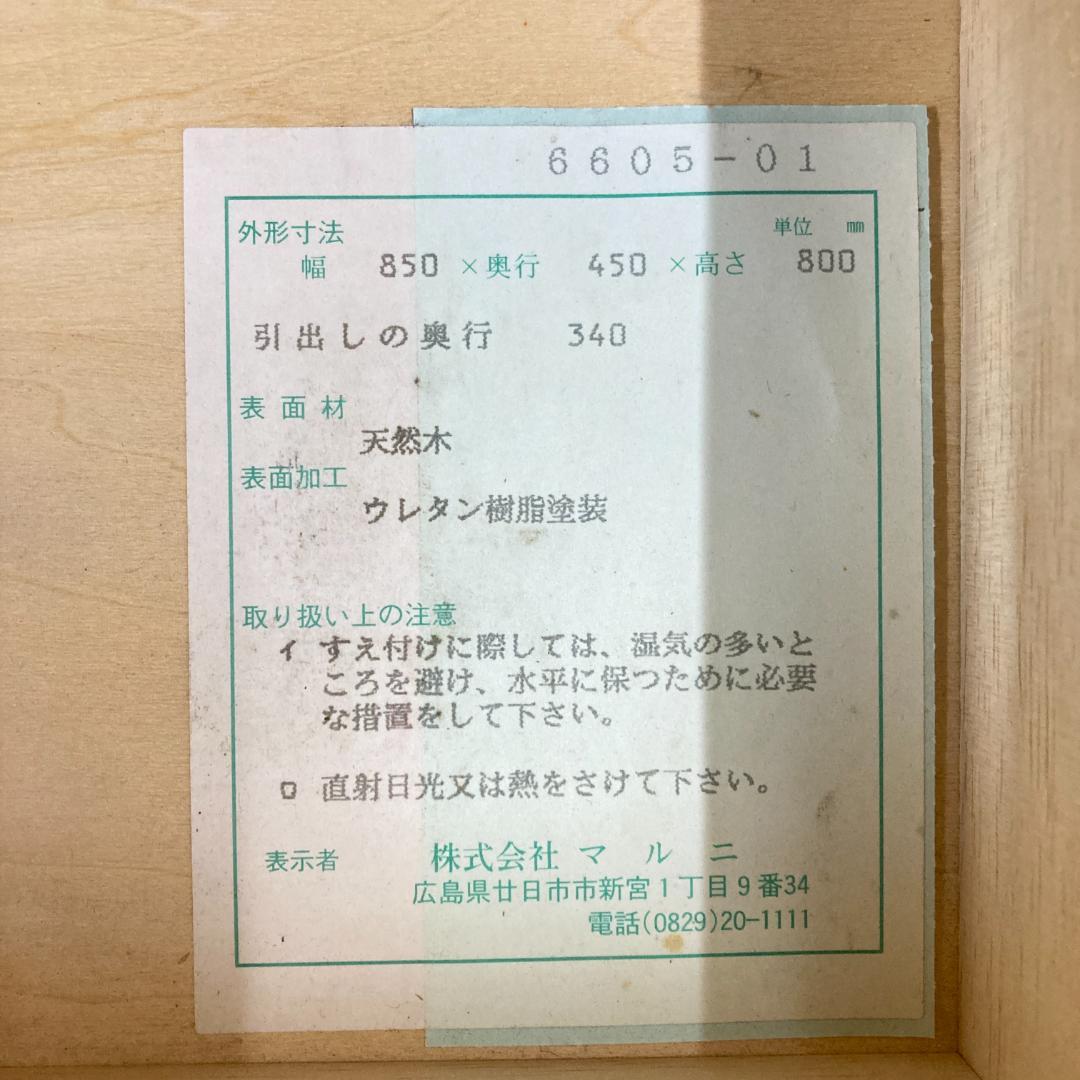 6605-01
外形寸法 単位 mm
幅 850 ×奥行 450 ×高さ 800
引出しの奥行 340
表面材
天然木
表面加工
ウレタン樹脂塗装
取り扱い上の注意
イ すえ付けに際しては、湿気の多いと
ころを避け、水平に保つために必要
な措置をして下さい。
ロ 直射日光又は熱をさけて下さい。
表示者 株式会社 マルニ
広島県廿日市市新宮1丁目9番34
電話(0829)20-1111